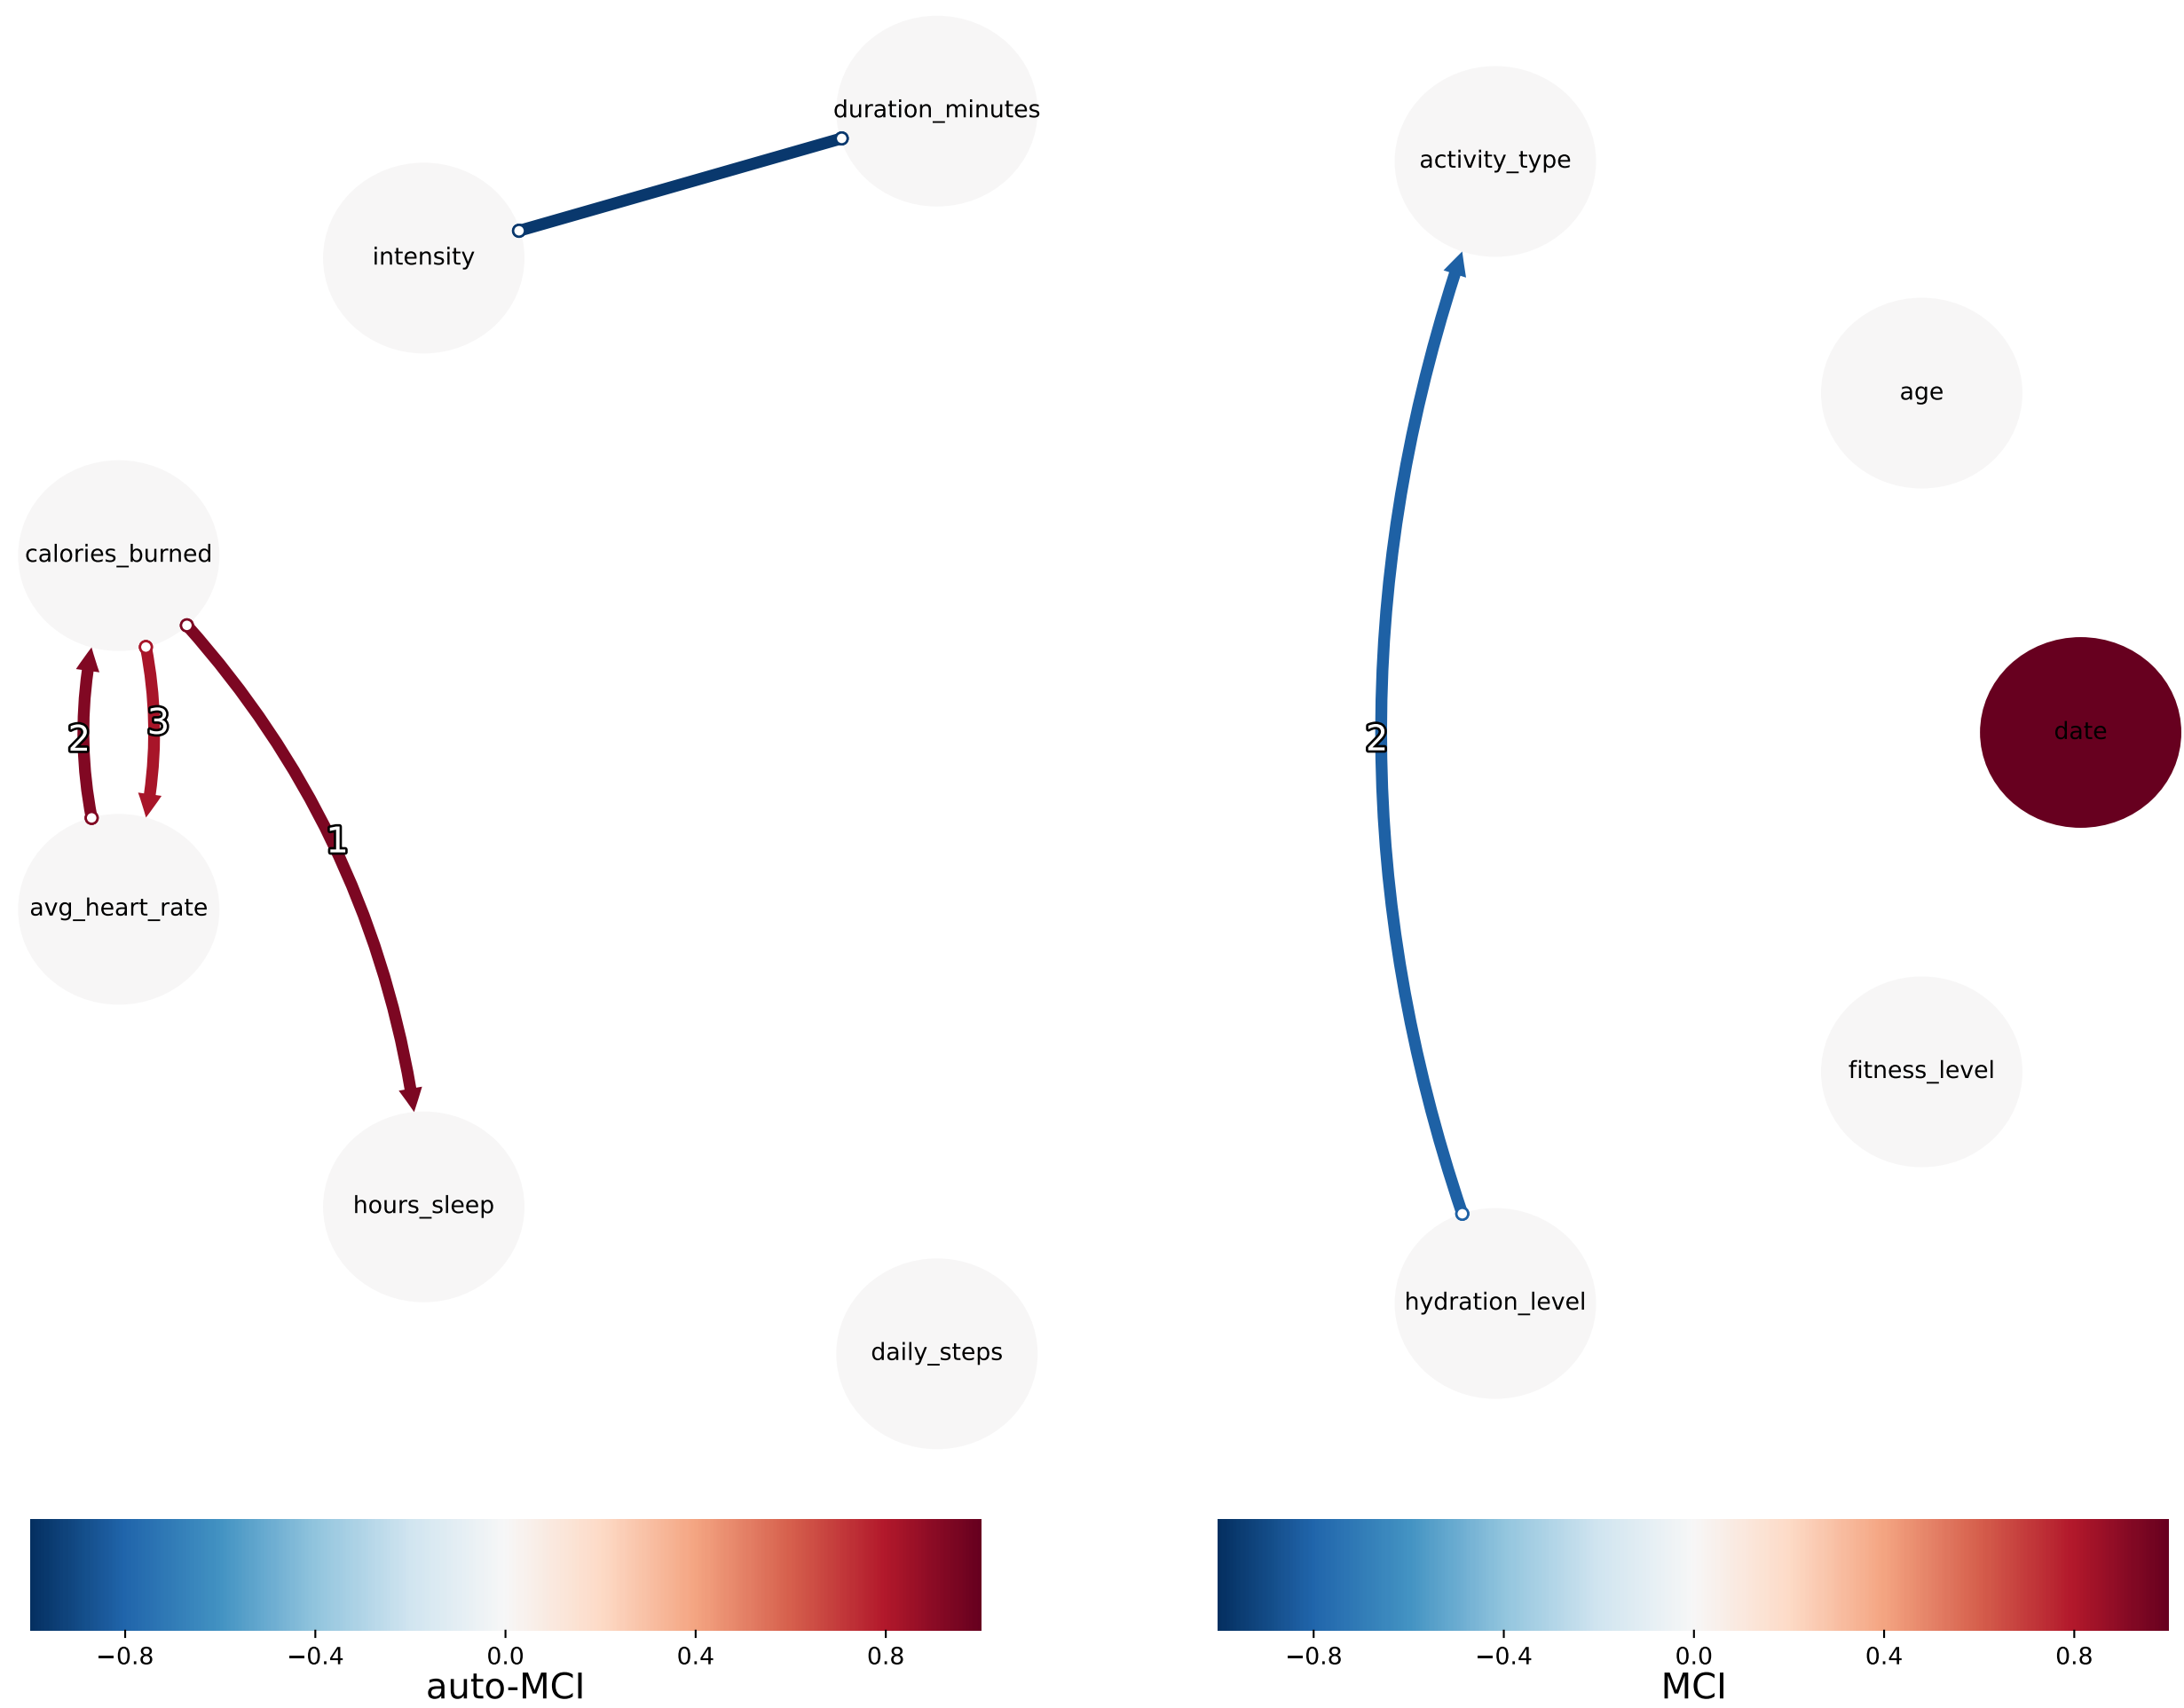 duration_minutes
activity_type
intensity
age
calories_burned
3
2
2
date
1
avg_heart_rate
fitness_level
hours_sleep
hydration_level
daily_steps
−0.8 −0.4 0.0 0.4 0.8
auto-MCI
−0.8 −0.4 0.0 0.4 0.8
MCI